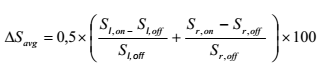 ΔS_avg = 0,5 × ( (S_l,on − S_l,off) / S_l,off + (S_r,on − S_r,off) / S_r,off ) × 100